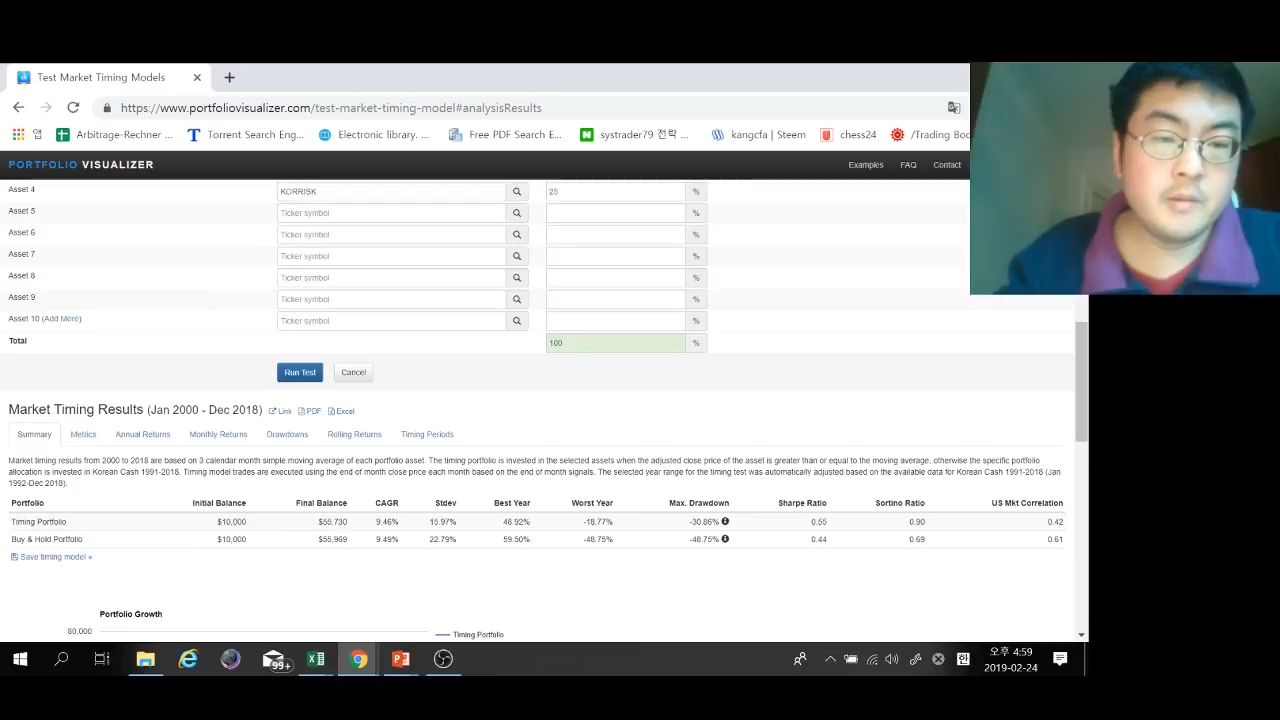 Test Market Timing Models
https://www.portfoliovisualizer.com/test-market-timing-model#analysisResults
앱 Arbitrage-Rechner ... Torrent Search Eng... Electronic library. ... Free PDF Search E... systrader79 전략 ... kangcfa | Steem chess24 /Trading Boo
PORTFOLIO VISUALIZER Examples FAQ Contact
Asset 4 KORRISK 25 %
Asset 5 Ticker symbol %
Asset 6 Ticker symbol %
Asset 7 Ticker symbol %
Asset 8 Ticker symbol %
Asset 9 Ticker symbol %
Asset 10 (Add More) Ticker symbol %
Total 100 %
Run Test Cancel
Market Timing Results (Jan 2000 - Dec 2018) Link PDF Excel
Summary Metrics Annual Returns Monthly Returns Drawdowns Rolling Returns Timing Periods
Market timing results from 2000 to 2018 are based on 3 calendar month simple moving average of each portfolio asset. The timing portfolio is invested in the selected assets when the adjusted close price of the asset is greater than or equal to the moving average, otherwise the specific portfolio
allocation is invested in Korean Cash 1991-2018. Timing model trades are executed using the end of month close price each month based on the end of month signals. The selected year range for the timing test was automatically adjusted based on the available data for Korean Cash 1991-2018 (Jan
1992-Dec 2018).
Portfolio Initial Balance Final Balance CAGR Stdev Best Year Worst Year Max. Drawdown Sharpe Ratio Sortino Ratio US Mkt Correlation
Timing Portfolio $10,000 $55,730 9.46% 15.97% 48.92% -18.77% -30.86% 0.55 0.90 0.42
Buy & Hold Portfolio $10,000 $55,969 9.49% 22.79% 59.50% -48.75% -48.75% 0.44 0.69 0.61
Save timing model »
Portfolio Growth
80,000
Timing Portfolio
99+
오후 4:59
2019-02-24
한